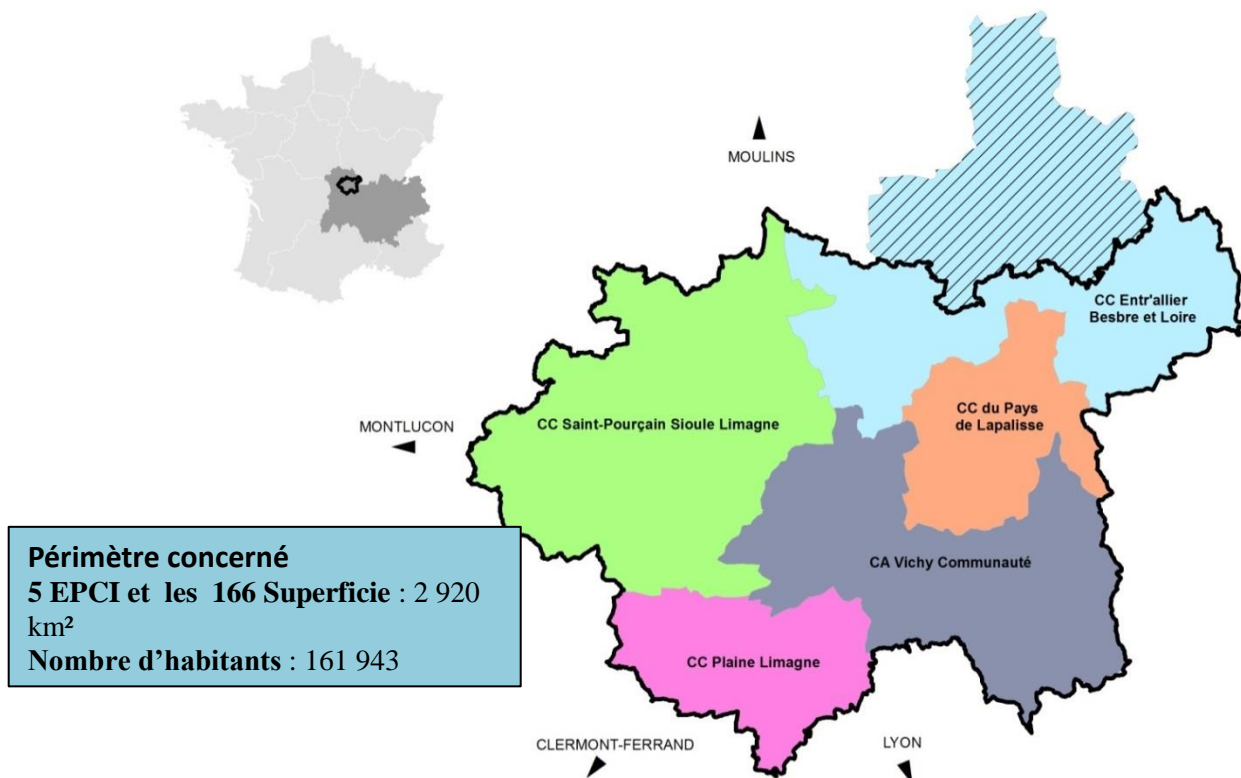 MOULINS
CC Entr'allier
Besbre et Loire
CC du Pays
de Lapalisse
CC Saint-Pourçain Sioule Limagne
MONTLUCON
CA Vichy Communauté
Périmètre concerné
5 EPCI et les 166 Superficie : 2 920
km²
Nombre d’habitants : 161 943
CC Plaine Limagne
CLERMONT-FERRAND
LYON